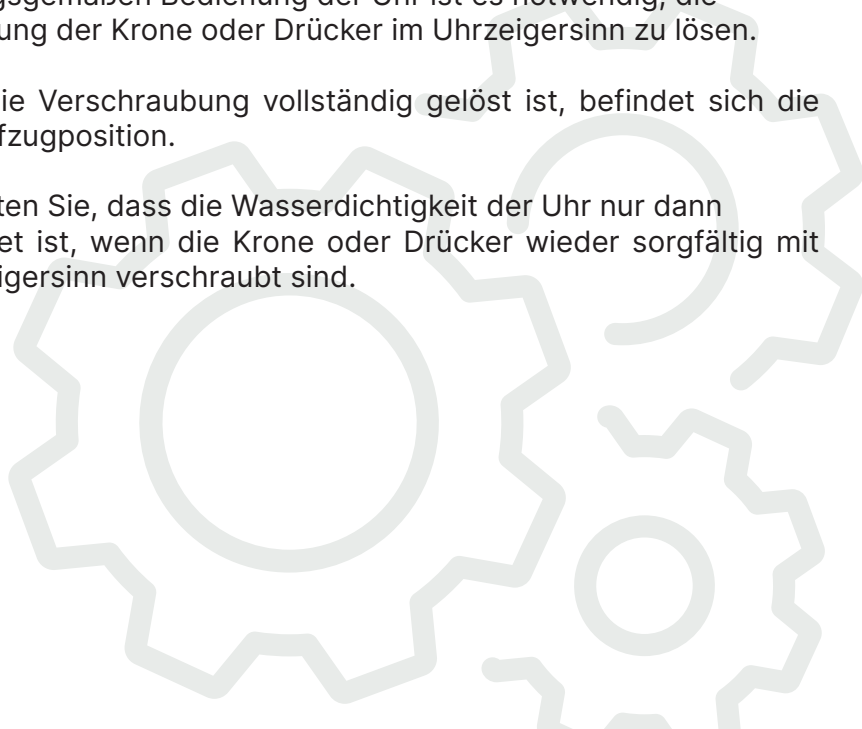 gsgemäßen Bedienung der Uhr ist es notwendig, die
ung der Krone oder Drücker im Uhrzeigersinn zu lösen.
ie Verschraubung vollständig gelöst ist, befindet sich die
fzugposition.
ten Sie, dass die Wasserdichtigkeit der Uhr nur dann
et ist, wenn die Krone oder Drücker wieder sorgfältig mit
igersinn verschraubt sind.